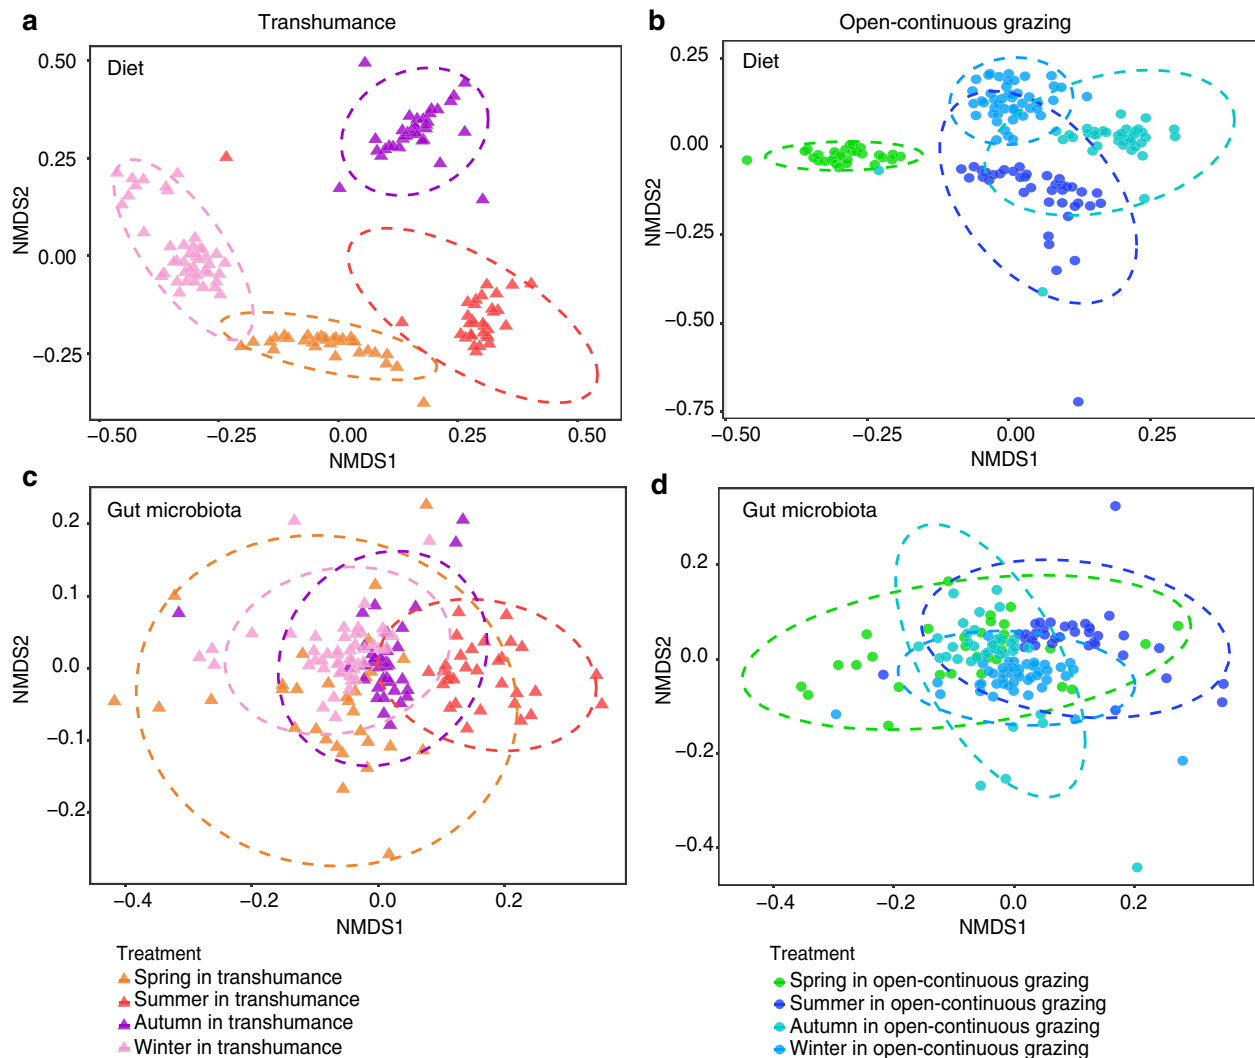 a
Transhumance
Diet
0.50
0.25
0.00
−0.25
NMDS2
−0.50
−0.25
0.00
0.25
0.50
NMDS1
b
Open-continuous grazing
Diet
0.25
0.00
−0.25
−0.50
−0.75
NMDS2
−0.50
−0.25
0.00
0.25
NMDS1
c
Gut microbiota
0.2
0.1
0.0
−0.1
−0.2
NMDS2
−0.4
−0.2
0.0
0.2
NMDS1
d
Gut microbiota
0.2
0.0
−0.2
−0.4
NMDS2
−0.4
−0.2
0.0
0.2
NMDS1
Treatment
Spring in transhumance
Summer in transhumance
Autumn in transhumance
Winter in transhumance
Treatment
Spring in open-continuous grazing
Summer in open-continuous grazing
Autumn in open-continuous grazing
Winter in open-continuous grazing